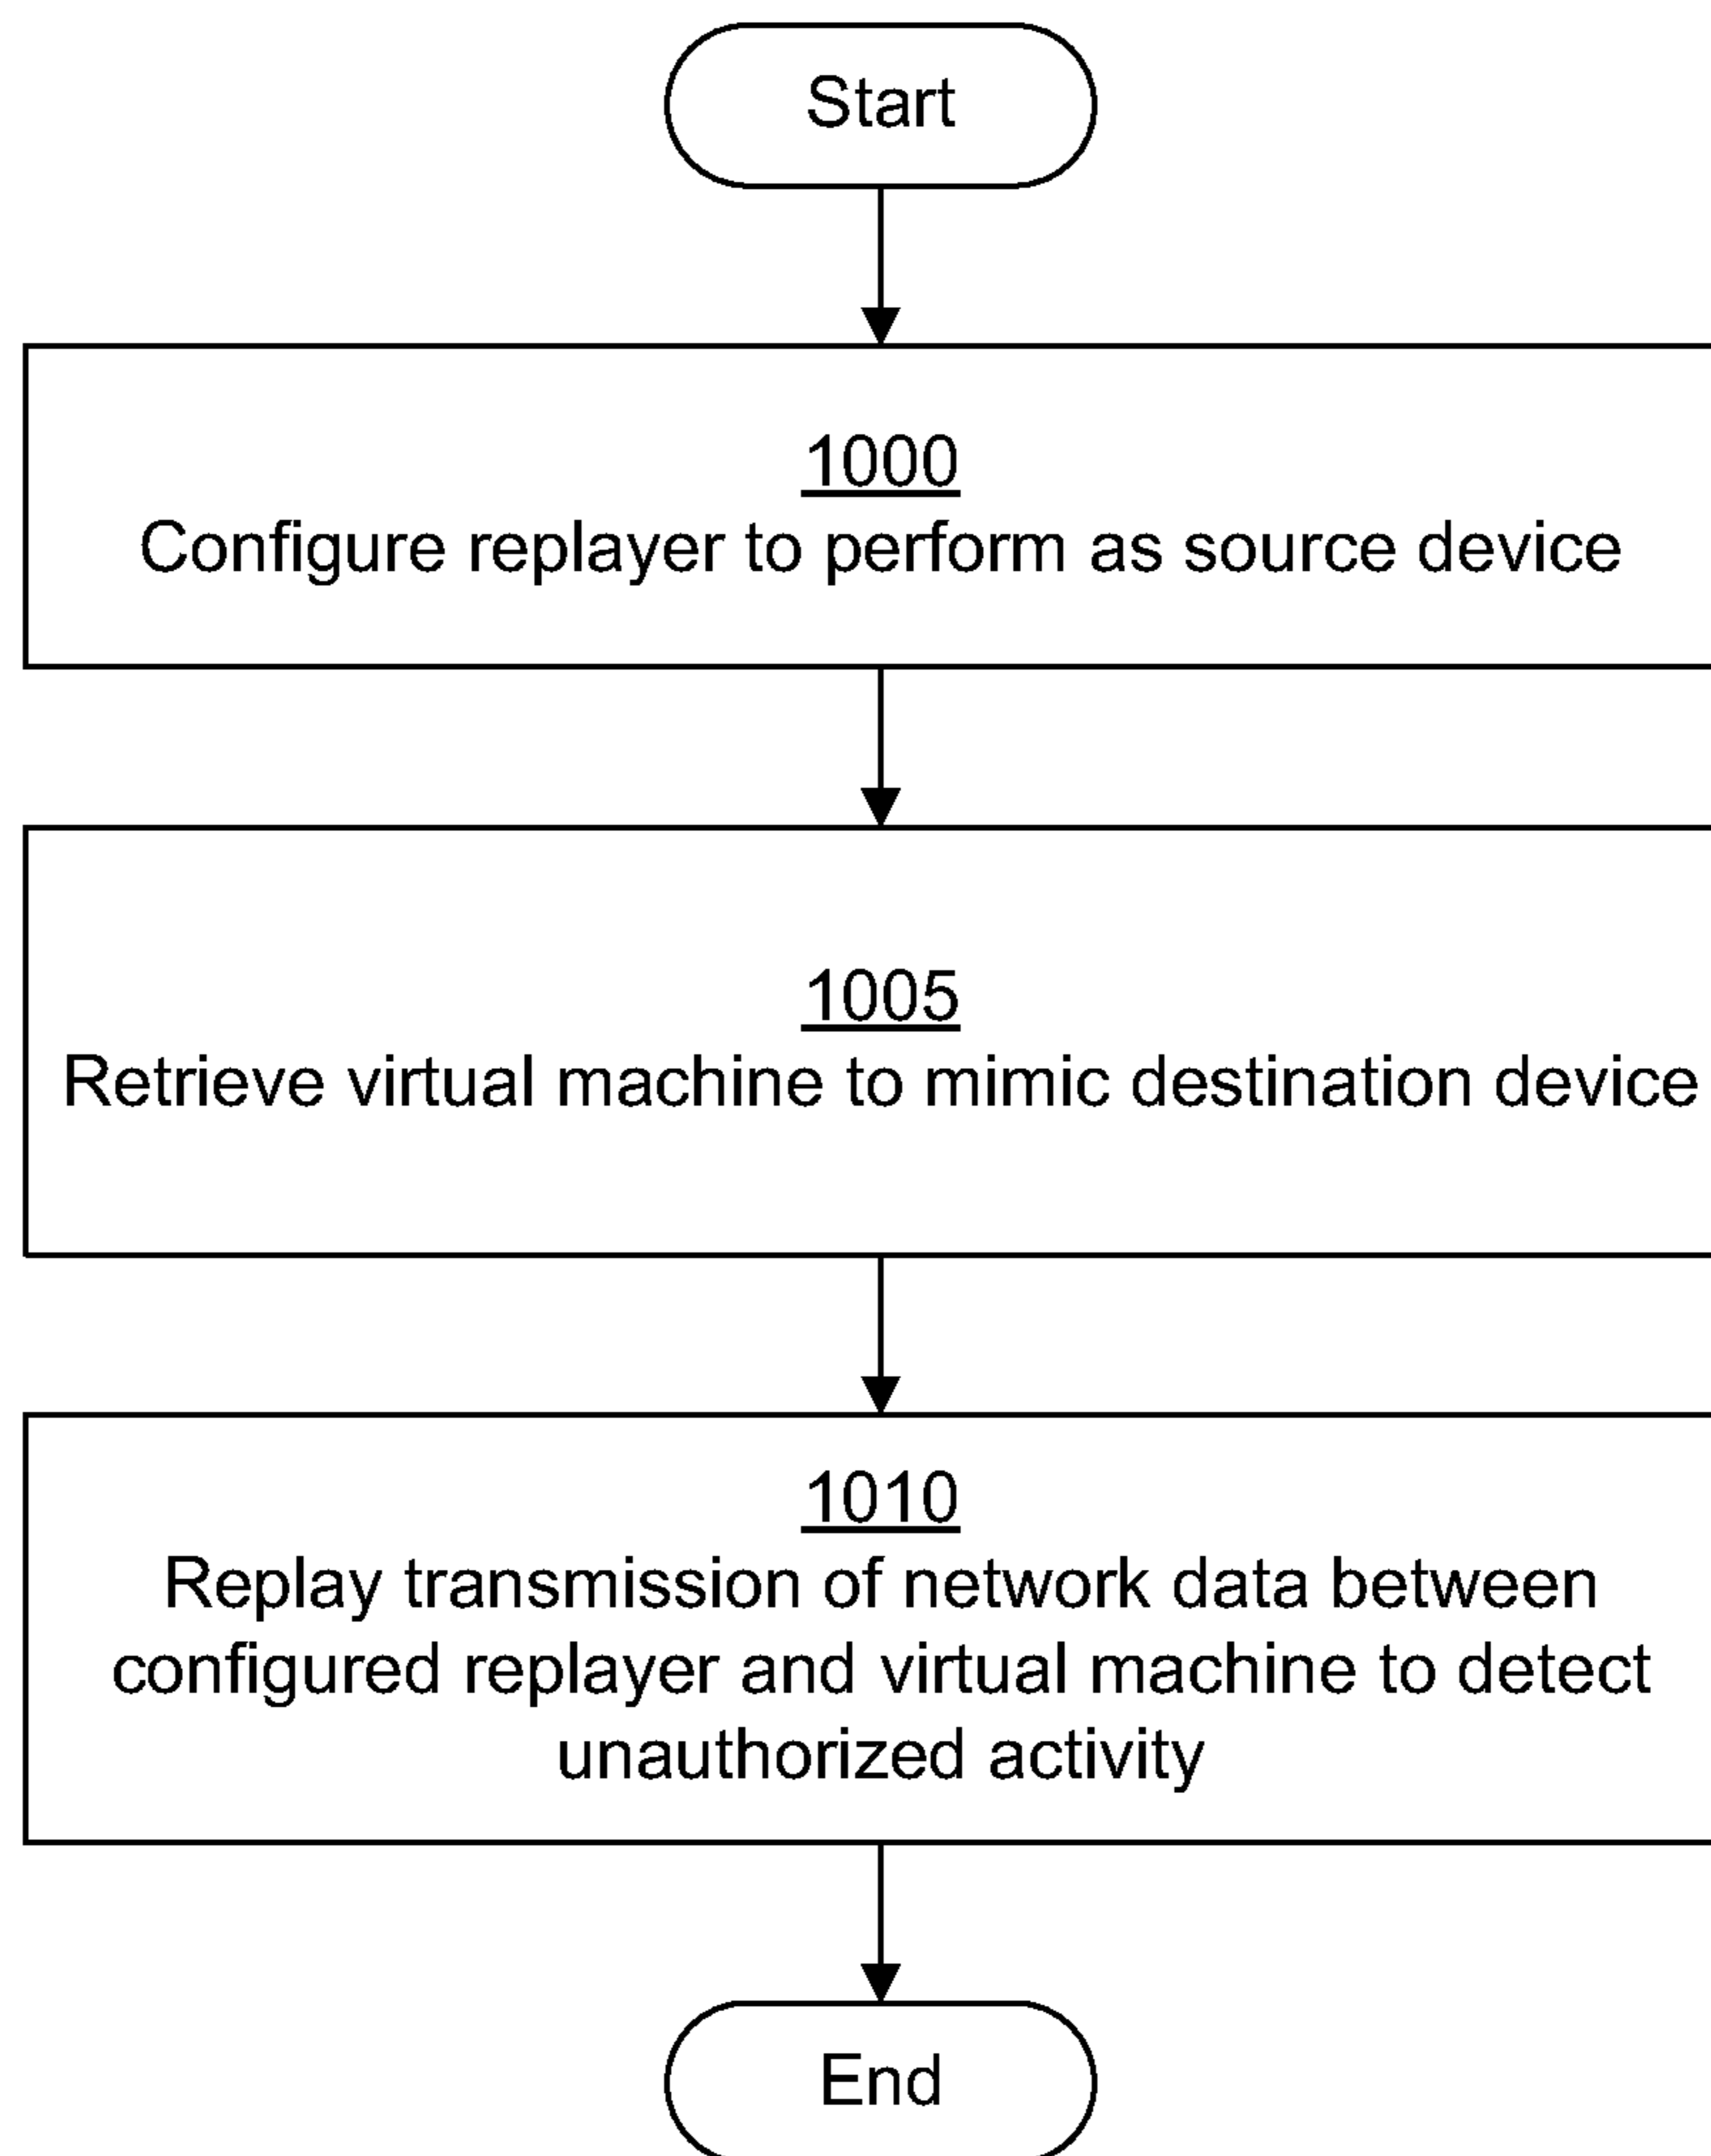 Start
1000
Configure replayer to perform as source device
1005
Retrieve virtual machine to mimic destination device
1010
Replay transmission of network data between
configured replayer and virtual machine to detect
unauthorized activity
End